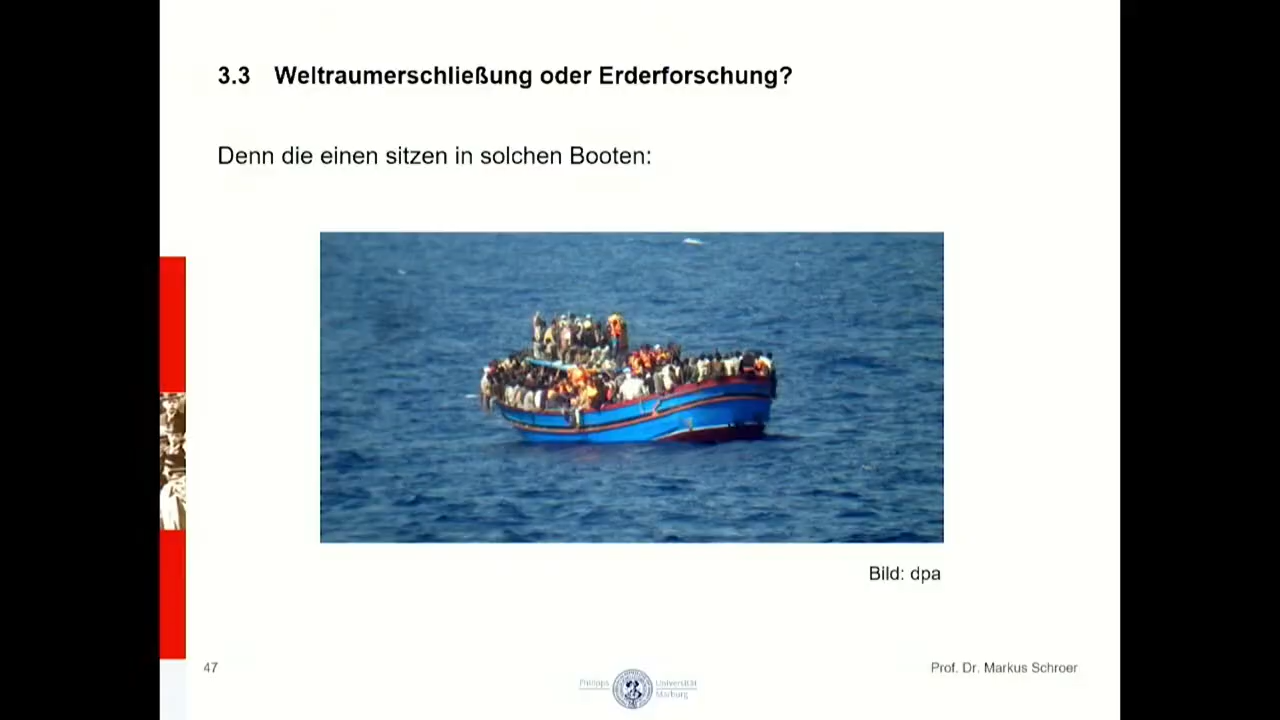 3.3 Weltraumerschließung oder Erderforschung?
Denn die einen sitzen in solchen Booten:
Bild: dpa
47
Prof. Dr. Markus Schroer
Philipps
Universität
Marburg